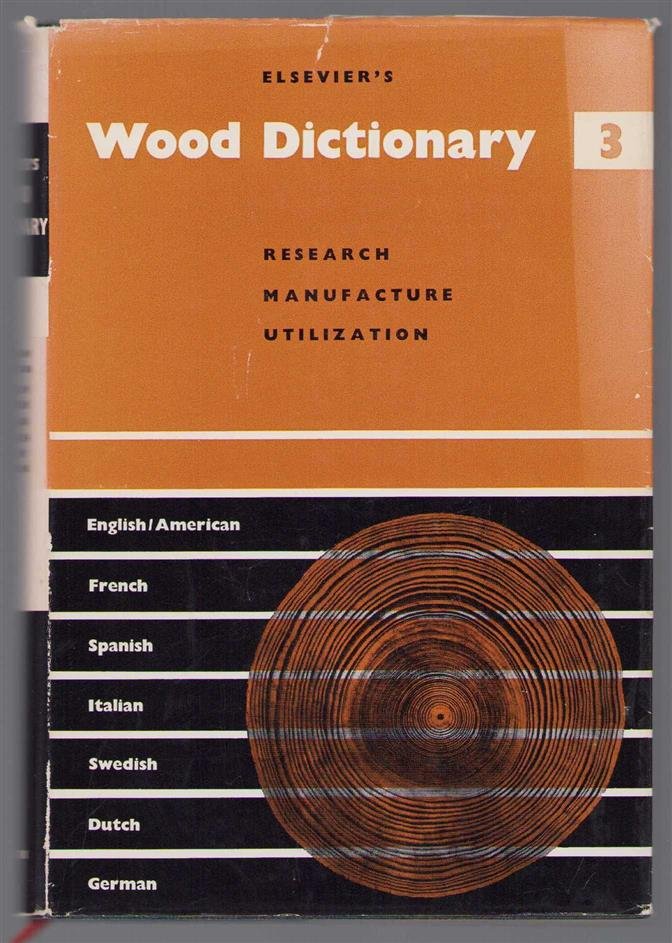 ELSEVIER'S
Wood Dictionary
3
RESEARCH
MANUFACTURE
UTILIZATION
English/American
French
Spanish
Italian
Swedish
Dutch
German